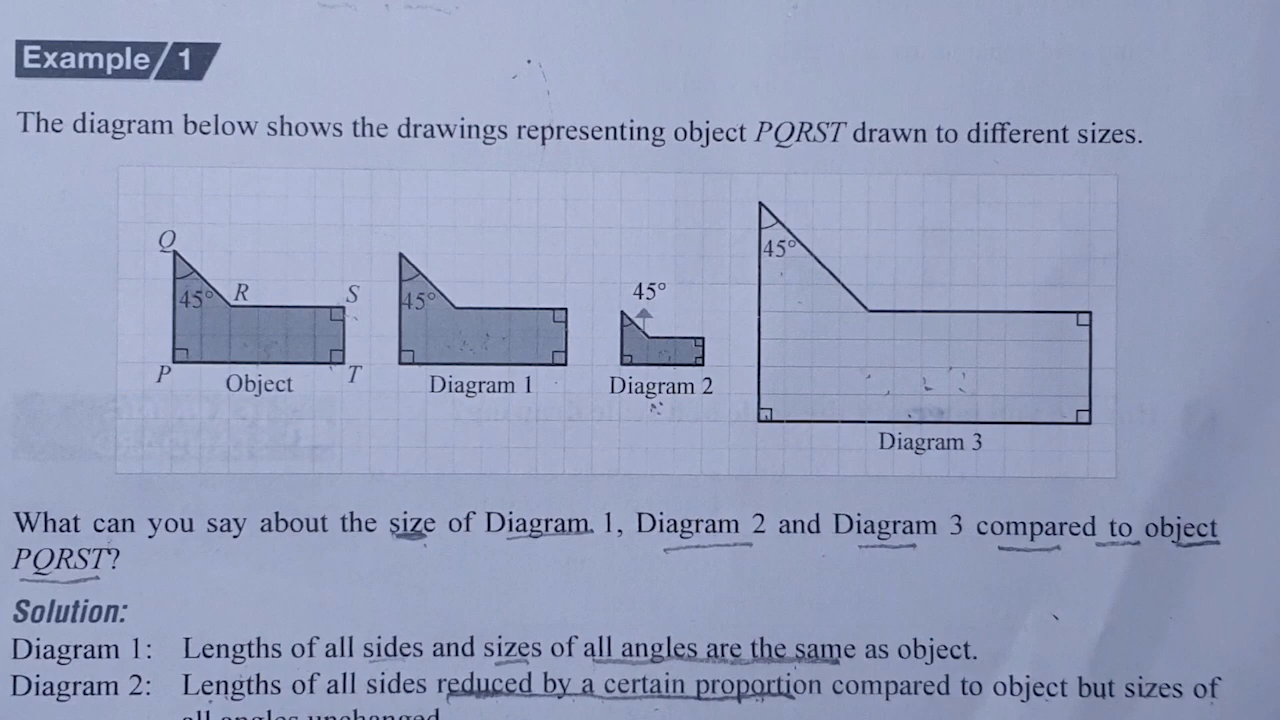 Example 1
The diagram below shows the drawings representing object PQRST drawn to different sizes.
Q
45° R S
P T
Object
45°
Diagram 1
45°
Diagram 2
45°
Diagram 3
What can you say about the size of Diagram 1, Diagram 2 and Diagram 3 compared to object
PQRST?
Solution:
Diagram 1: Lengths of all sides and sizes of all angles are the same as object.
Diagram 2: Lengths of all sides reduced by a certain proportion compared to object but sizes of
all angles unchanged